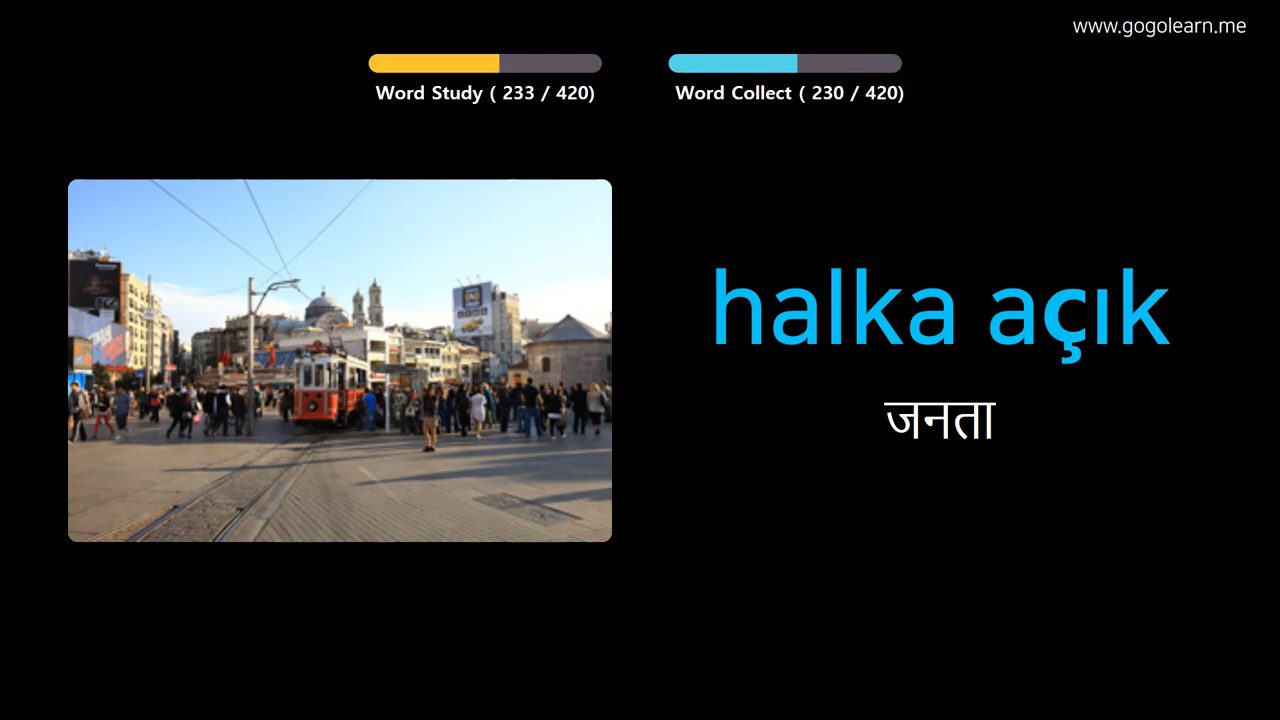 www.gogolearn.me
Word Study ( 233 / 420)
Word Collect ( 230 / 420)
halka açık
जनता